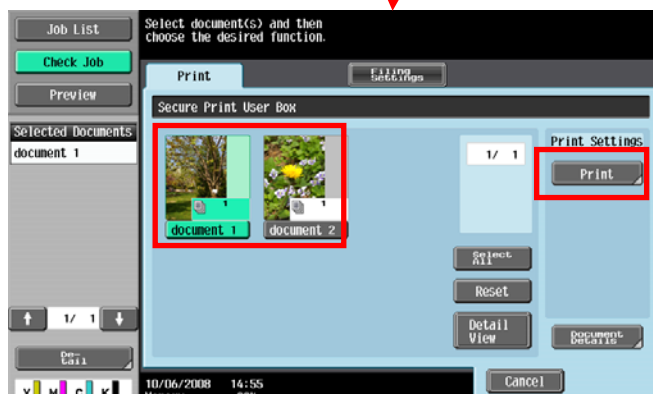 Job List
Select document(s) and then
choose the desired function.
Check Job
Print
Filing
Settings
Preview
Secure Print User Box
Selected Documents
document 1
1
1
document 1
document 2
1/ 1
Print Settings
Print
Select
All
Reset
1/ 1
Detail
View
Document
Details
De-
tail
Y M C K
10/06/2008 14:55
Cancel